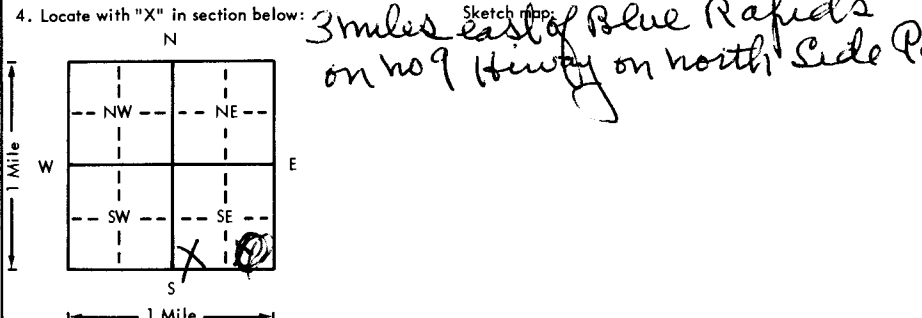 4. Locate with "X" in section below:
Sketch map:
3 miles east of Blue Rapids
on no 9 Hiway on north Side
N
NW NE
W E
1 Mile
SW SE
X
S
1 Mile